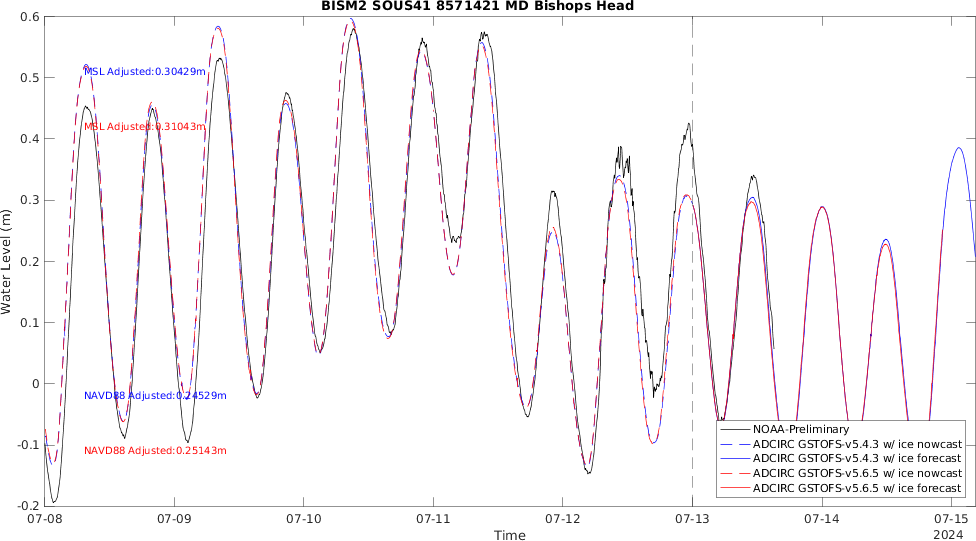 BISM2 SOUS41 8571421 MD Bishops Head
Water Level (m)
0.6
0.5
0.4
0.3
0.2
0.1
0
-0.1
-0.2
MSL Adjusted:0.30429m
MSL Adjusted:0.31043m
NAVD88 Adjusted:0.24529m
NAVD88 Adjusted:0.25143m
NOAA-Preliminary
ADCIRC GSTOFS-v5.4.3 w/ ice nowcast
ADCIRC GSTOFS-v5.4.3 w/ ice forecast
ADCIRC GSTOFS-v5.6.5 w/ ice nowcast
ADCIRC GSTOFS-v5.6.5 w/ ice forecast
07-08 07-09 07-10 07-11 07-12 07-13 07-14 07-15
Time 2024